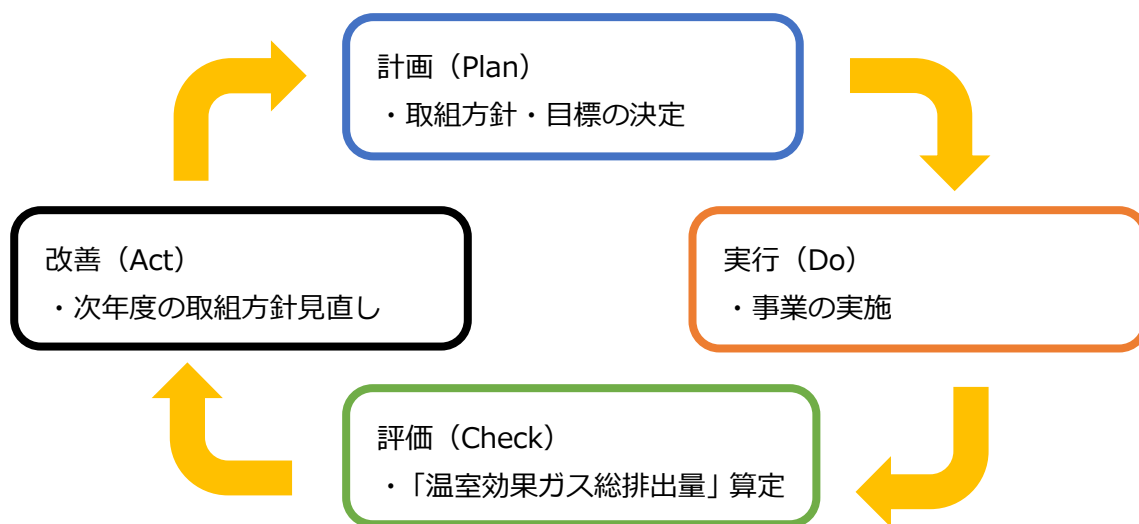 計画（Plan）
・取組方針・目標の決定
改善（Act）
・次年度の取組方針見直し
実行（Do）
・事業の実施
評価（Check）
・「温室効果ガス総排出量」算定